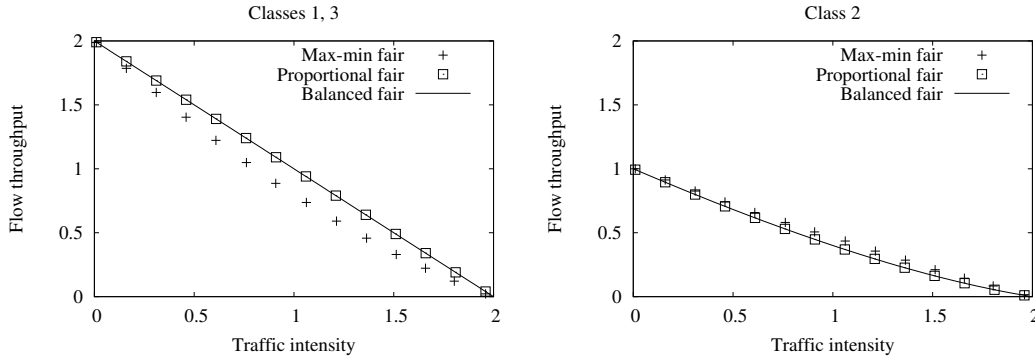 Classes 1, 3
2
1.5
1
0.5
0
Flow throughput
Max-min fair
Proportional fair
Balanced fair
0
0.5
1
1.5
2
Traffic intensity
Class 2
2
1.5
1
0.5
0
Flow throughput
Max-min fair
Proportional fair
Balanced fair
0
0.5
1
1.5
2
Traffic intensity